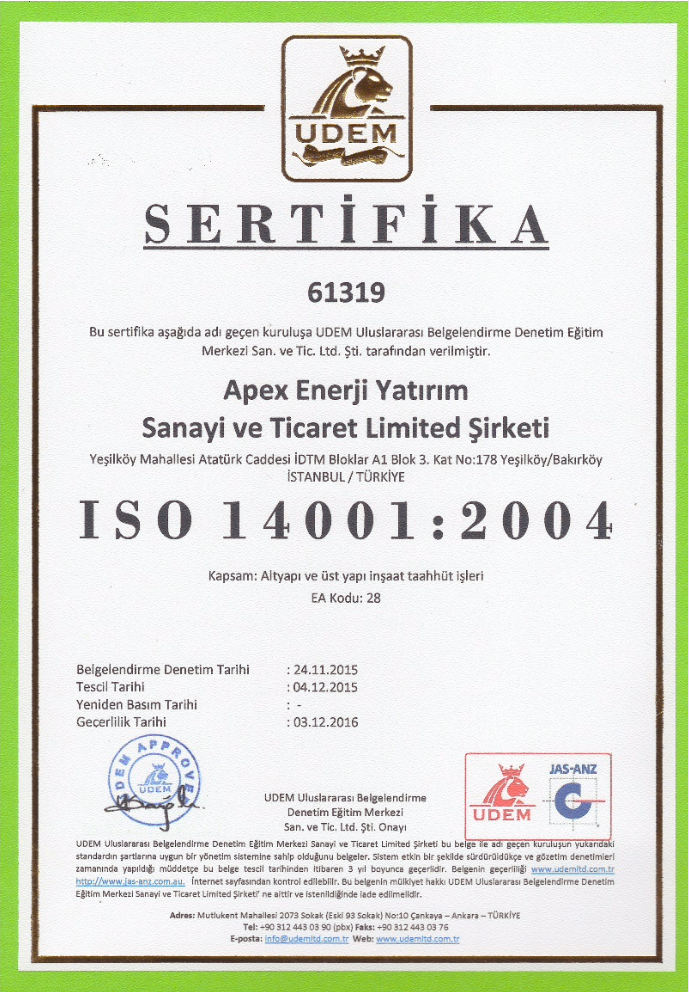 UDEM
SERTİFİKA
61319
Bu sertifika aşağıda adı geçen kuruluşa UDEM Uluslararası Belgelendirme Denetim Eğitim
Merkezi San. ve Tic. Ltd. Şti. tarafından verilmiştir.
Apex Enerji Yatırım
Sanayi ve Ticaret Limited Şirketi
Yeşilköy Mahallesi Atatürk Caddesi İDTM Bloklar A1 Blok 3. Kat No:178 Yeşilköy/Bakırköy
İSTANBUL / TÜRKİYE
ISO 14001:2004
Kapsam: Altyapı ve üst yapı inşaat taahhüt işleri
EA Kodu: 28
Belgelendirme Denetim Tarihi : 24.11.2015
Tescil Tarihi : 04.12.2015
Yeniden Basım Tarihi : -
Geçerlilik Tarihi : 03.12.2016
UDEM APPROVED
UDEM
UDEM Uluslararası Belgelendirme
Denetim Eğitim Merkezi
San. ve Tic. Ltd. Şti. Onayı
UDEM
JAS-ANZ
UDEM Uluslararası Belgelendirme Denetim Eğitim Merkezi Sanayi ve Ticaret Limited Şirketi bu belge ile adı geçen kuruluşun yukarıdaki
standardın şartlarına uygun bir yönetim sistemine sahip olduğunu belgeler. Sistem etkin bir şekilde sürdürüldükçe ve gözetim denetimleri
zamanında yapıldığı müddetçe bu belge tescil tarihinden itibaren 3 yıl boyunca geçerlidir. Belgenin geçerliliği www.udemltd.com.tr
http://www.jas-anz.com.au. İnternet sayfasından kontrol edilebilir. Bu belgenin mülkiyet hakkı UDEM Uluslararası Belgelendirme Denetim
Eğitim Merkezi Sanayi ve Ticaret Limited Şirketi' ne aittir ve istenildiğinde iade edilmelidir.
Adres: Mutlukent Mahallesi 2073 Sokak (Eski 93 Sokak) No:10 Çankaya – Ankara – TÜRKİYE
Tel: +90 312 443 03 90 (pbx) Faks: +90 312 443 03 76
E-posta: info@udemltd.com.tr Web: www.udemltd.com.tr